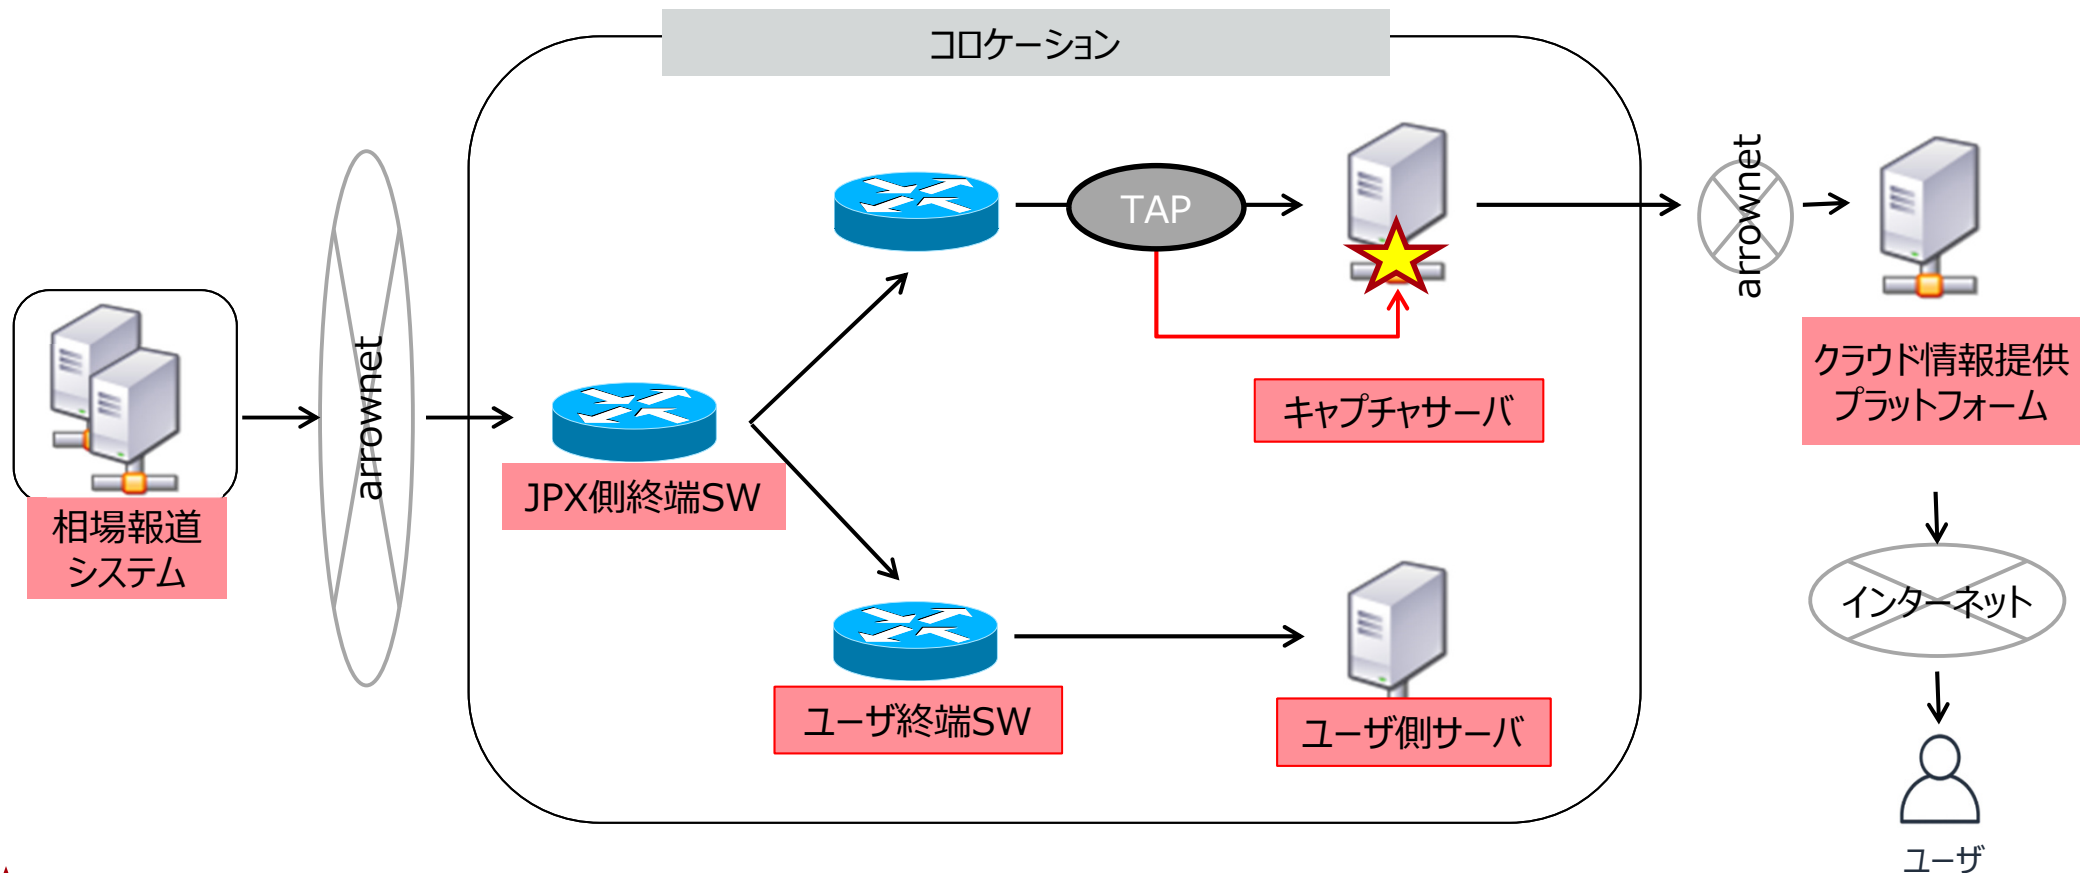 コロケーション
arrownet
TAP
arrownet
クラウド情報提供
プラットフォーム
キャプチャサーバ
JPX側終端SW
相場報道
システム
インターネット
ユーザ終端SW
ユーザ側サーバ
ユーザ